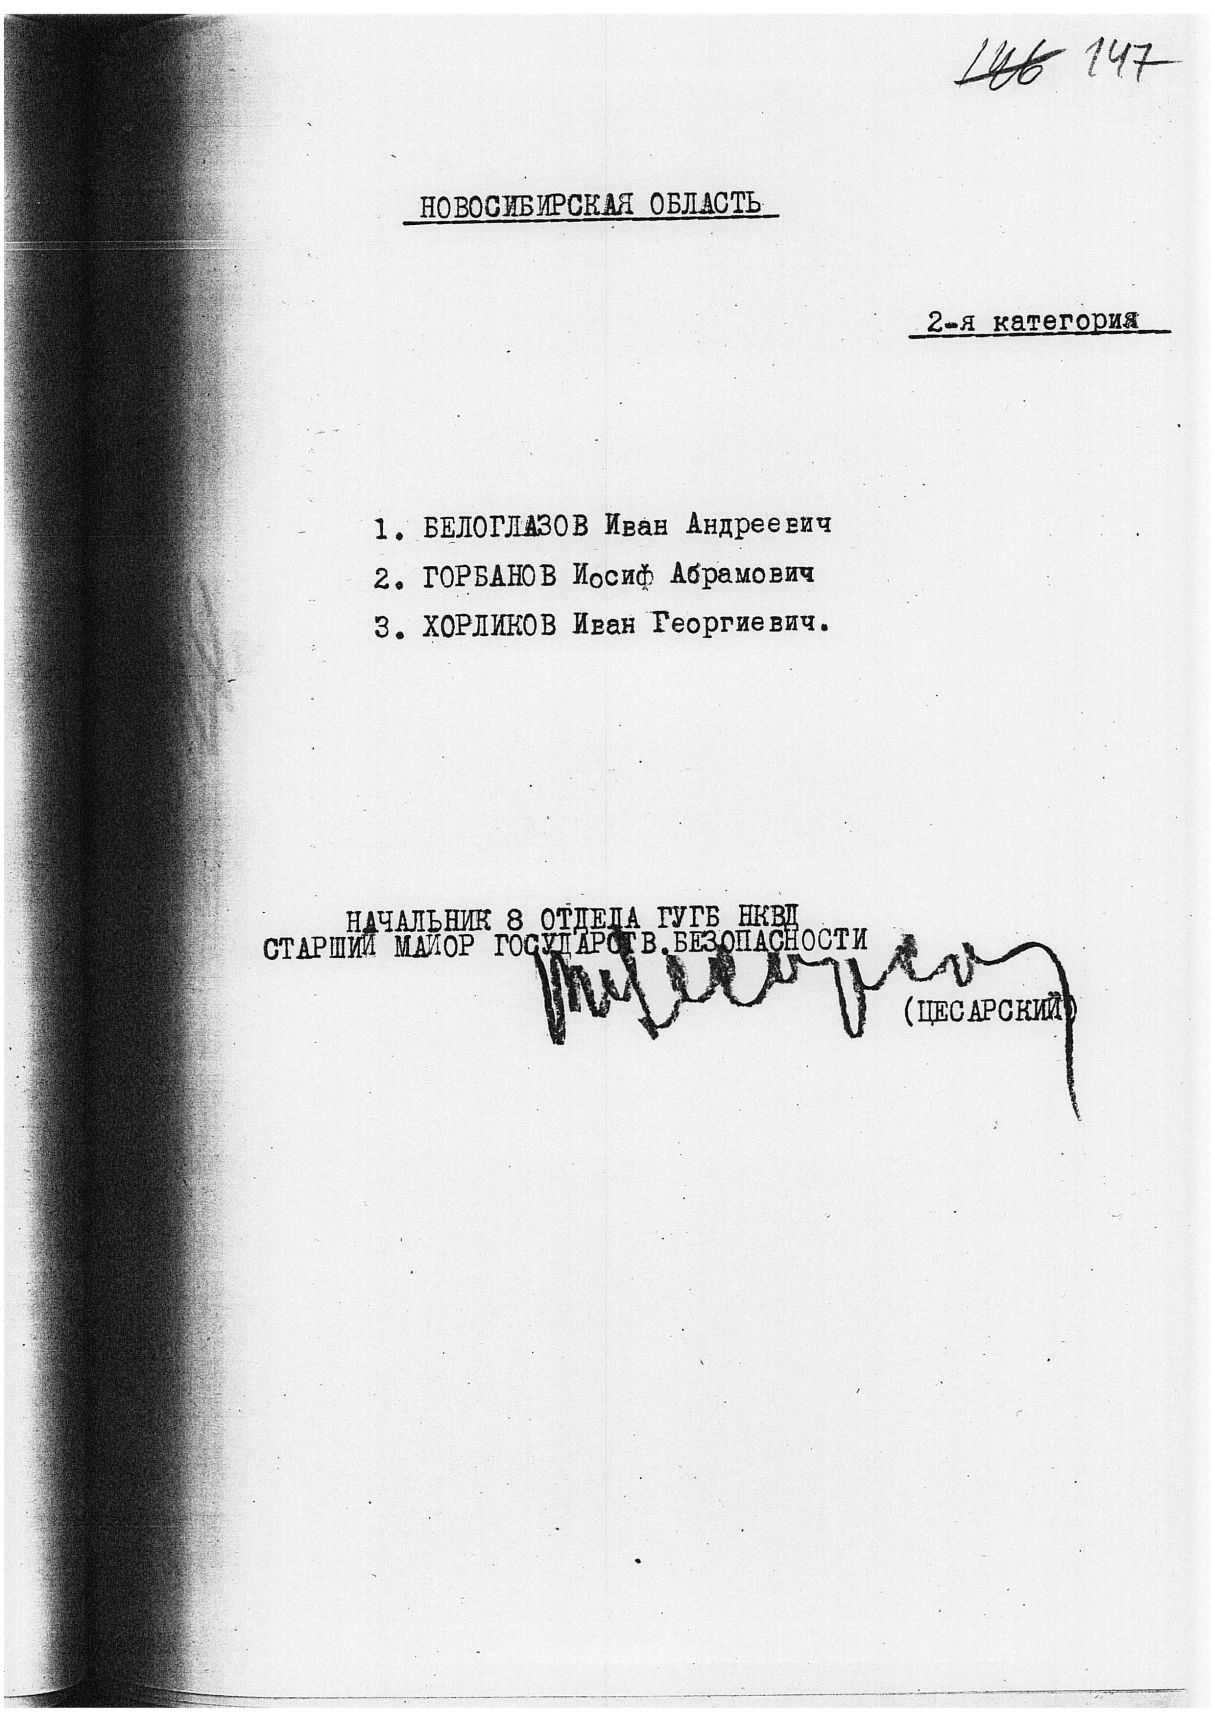 146 147
НОВОСИБИРСКАЯ ОБЛАСТЬ
2-я категория
1. БЕЛОГЛАЗОВ Иван Андреевич
2. ГОРБАНОВ Иосиф Абрамович
3. ХОРЛИКОВ Иван Георгиевич.
НАЧАЛЬНИК 8 ОТДЕЛА ГУГБ НКВД
СТАРШИЙ МАЙОР ГОСУДАРСТВ.БЕЗОПАСНОСТИ
(ЦЕСАРСКИЙ)